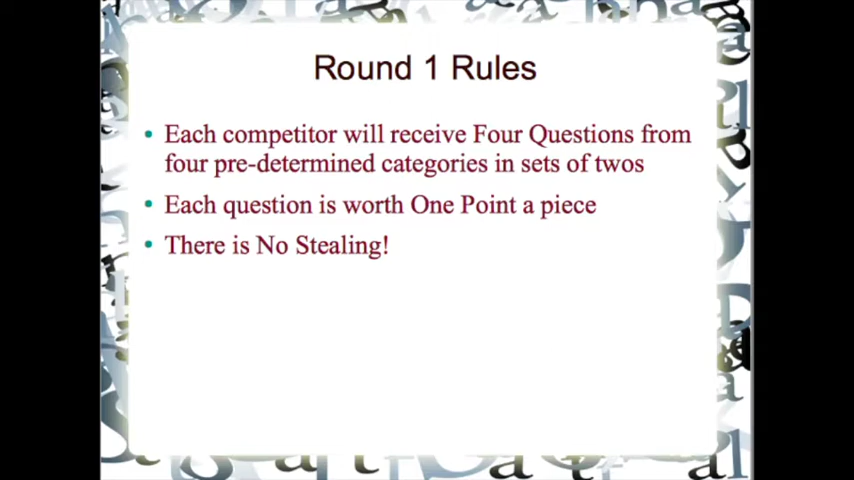 Round 1 Rules
• Each competitor will receive Four Questions from
four pre-determined categories in sets of twos
• Each question is worth One Point a piece
• There is No Stealing!